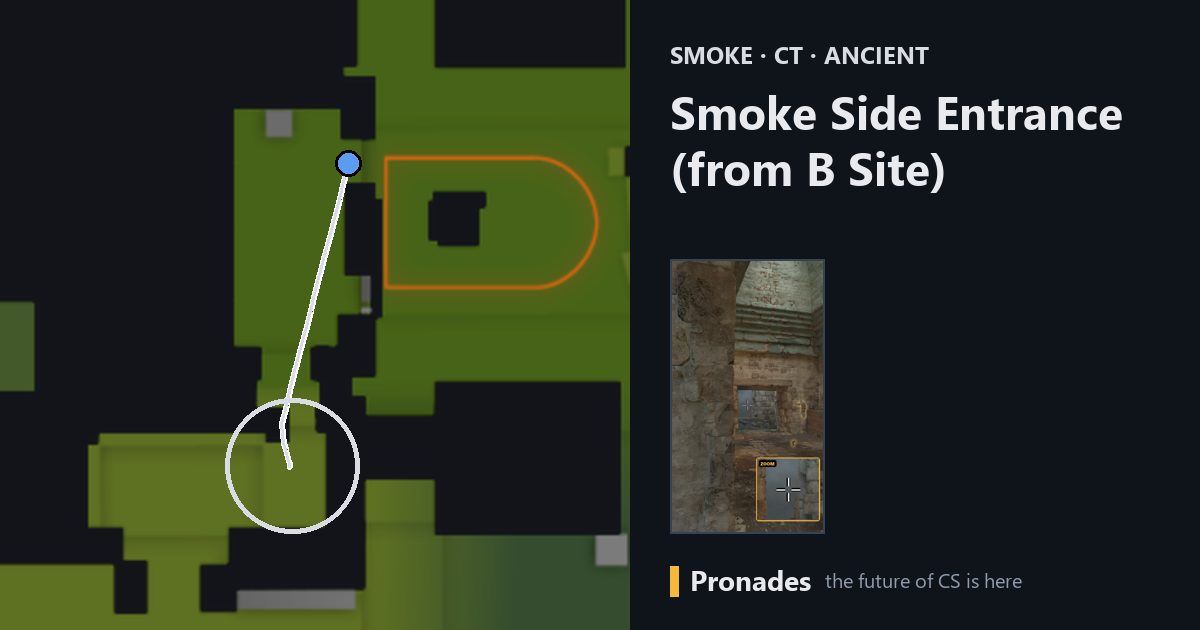 SMOKE · CT · ANCIENT
Smoke Side Entrance
(from B Site)
ZOOM
Pronades the future of CS is here